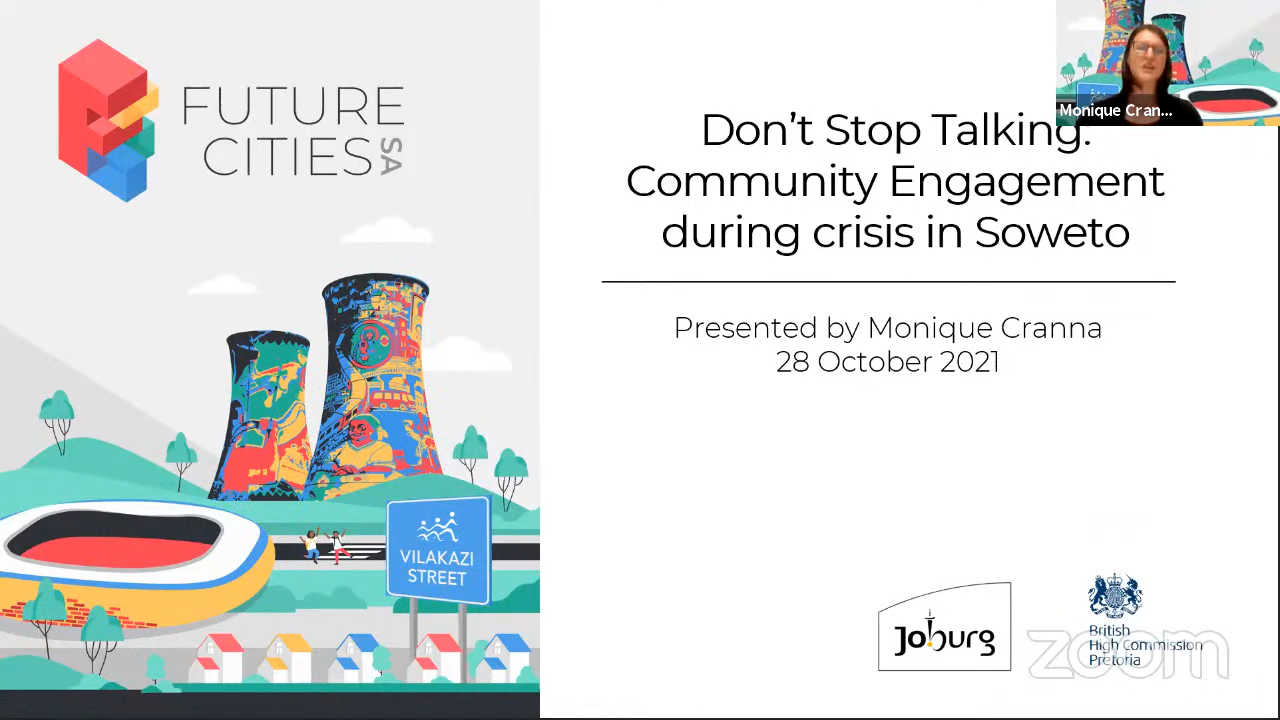 FUTURE
CITIES
SA
Monique Cran...
Don't Stop Talking:
Community Engagement
during crisis in Soweto
Presented by Monique Cranna
28 October 2021
VILAKAZI
STREET
Joburg
British
High Commission
Pretoria
zoom